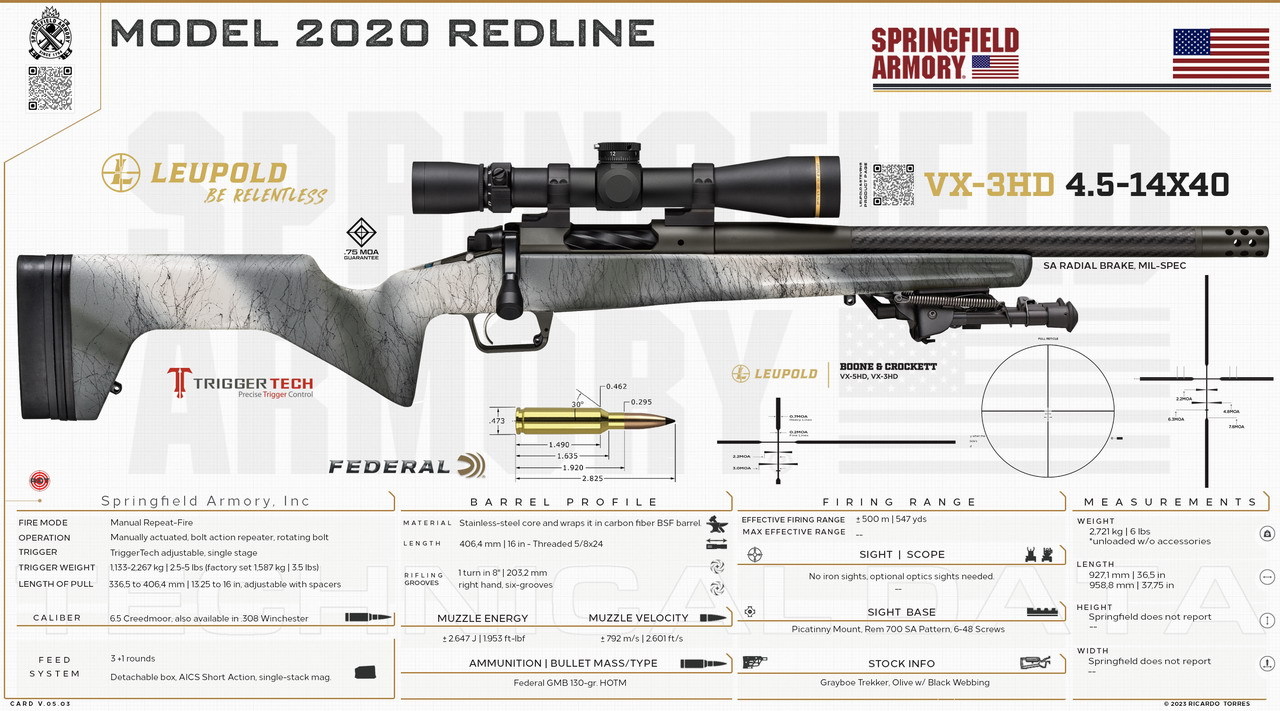 MODEL 2020 REDLINE
SPRINGFIELD
ARMORY
LEUPOLD
BE RELENTLESS
12
VX-3HD 4.5-14X40
.75 MOA
GUARANTEE
SA RADIAL BRAKE, MIL-SPEC
TRIGGERTECH
Precise Trigger Control
FEDERAL
0.462
30°
0.295
.473
1.490
1.635
1.920
2.825
LEUPOLD
BOONE & CROCKETT
VX-5HD, VX-3HD
0.7MOA
0.2MOA
2.2MOA
3.0MOA
FULL RETICLE
2.2MOA
4.8MOA
6.3MOA
7.8MOA
Springfield Armory, Inc
FIRE MODE Manual Repeat-Fire
OPERATION Manually actuated, bolt action repeater, rotating bolt
TRIGGER TriggerTech adjustable, single stage
TRIGGER WEIGHT 1,133-2,267 kg | 2.5-5 lbs (factory set 1.587 kg | 3.5 lbs)
LENGTH OF PULL 336,5 to 406,4 mm | 13.25 to 16 in, adjustable with spacers
CALIBER 6.5 Creedmoor, also available in .308 Winchester
FEED
SYSTEM
3 +1 rounds
Detachable box, AICS Short Action, single-stack mag.
BARREL PROFILE
MATERIAL Stainless-steel core and wraps it in carbon fiber BSF barrel.
LENGTH 406,4 mm | 16 in - Threaded 5/8x24
RIFLING
GROOVES
1 turn in 8" | 203,2 mm
right hand, six-grooves
MUZZLE ENERGY MUZZLE VELOCITY
± 2.647 J | 1.953 ft-lbf ± 792 m/s | 2.601 ft/s
AMMUNITION | BULLET MASS/TYPE
Federal GMB 130-gr. HOTM
FIRING RANGE
EFFECTIVE FIRING RANGE ± 500 m | 547 yds
MAX EFFECTIVE RANGE --
SIGHT | SCOPE
No iron sights, optional optics sights needed.
--
SIGHT BASE
Picatinny Mount, Rem 700 SA Pattern, 6-48 Screws
STOCK INFO
Grayboe Trekker, Olive w/ Black Webbing
MEASUREMENTS
WEIGHT
2,721 kg | 6 lbs
*unloaded w/o accessories
LENGTH
927,1 mm | 36,5 in
958,8 mm | 37,75 in
HEIGHT
Springfield does not report
--
WIDTH
Springfield does not report
--
SPRINGFIELD
ARMORY
TECHNICAL DATA
CARD V.05.03
© 2023 RICARDO TORRES